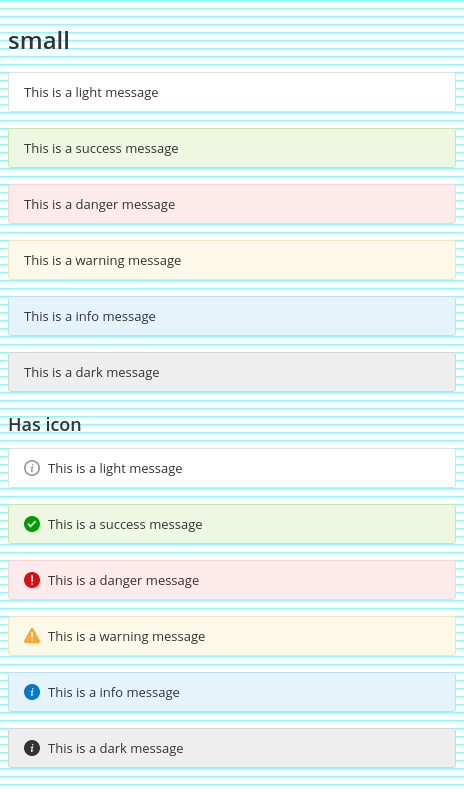 small
This is a light message
This is a success message
This is a danger message
This is a warning message
This is a info message
This is a dark message
Has icon
This is a light message
This is a success message
This is a danger message
This is a warning message
This is a info message
This is a dark message